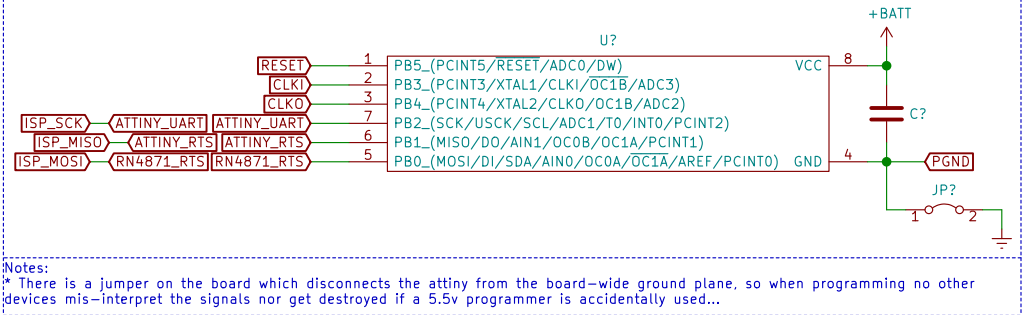 +BATT
U?
RESET 1 PB5_(PCINT5/RESET/ADC0/DW) VCC 8
CLKI 2 PB3_(PCINT3/XTAL1/CLKI/OC1B/ADC3)
CLKO 3 PB4_(PCINT4/XTAL2/CLKO/OC1B/ADC2) C?
ISP_SCK ATTINY_UART ATTINY_UART 7 PB2_(SCK/USCK/SCL/ADC1/T0/INT0/PCINT2)
ISP_MISO ATTINY_RTS ATTINY_RTS 6 PB1_(MISO/DO/AIN1/OC0B/OC1A/PCINT1)
ISP_MOSI RN4871_RTS RN4871_RTS 5 PB0_(MOSI/DI/SDA/AIN0/OC0A/OC1A/AREF/PCINT0) GND 4 PGND
JP?
1 2
Notes:
* There is a jumper on the board which disconnects the attiny from the board-wide ground plane, so when programming no other
devices mis-interpret the signals nor get destroyed if a 5.5v programmer is accidentally used...